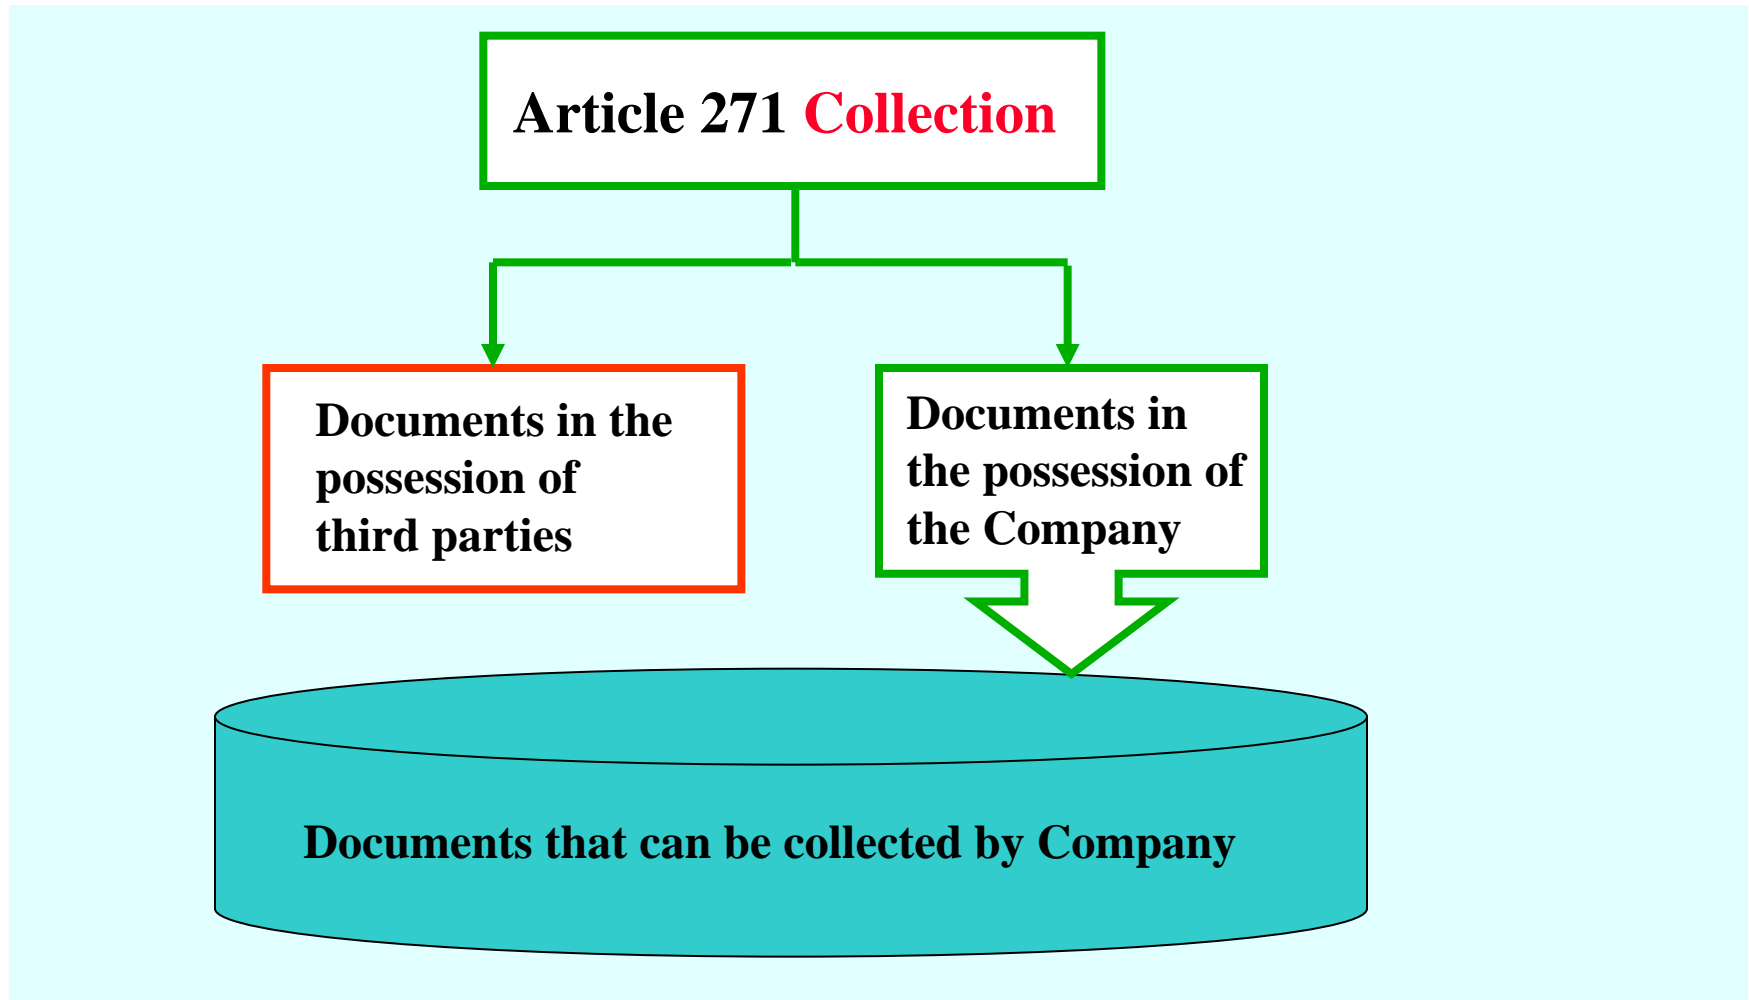 Article 271 Collection
Documents in the
possession of
third parties
Documents in
the possession of
the Company
Documents that can be collected by Company